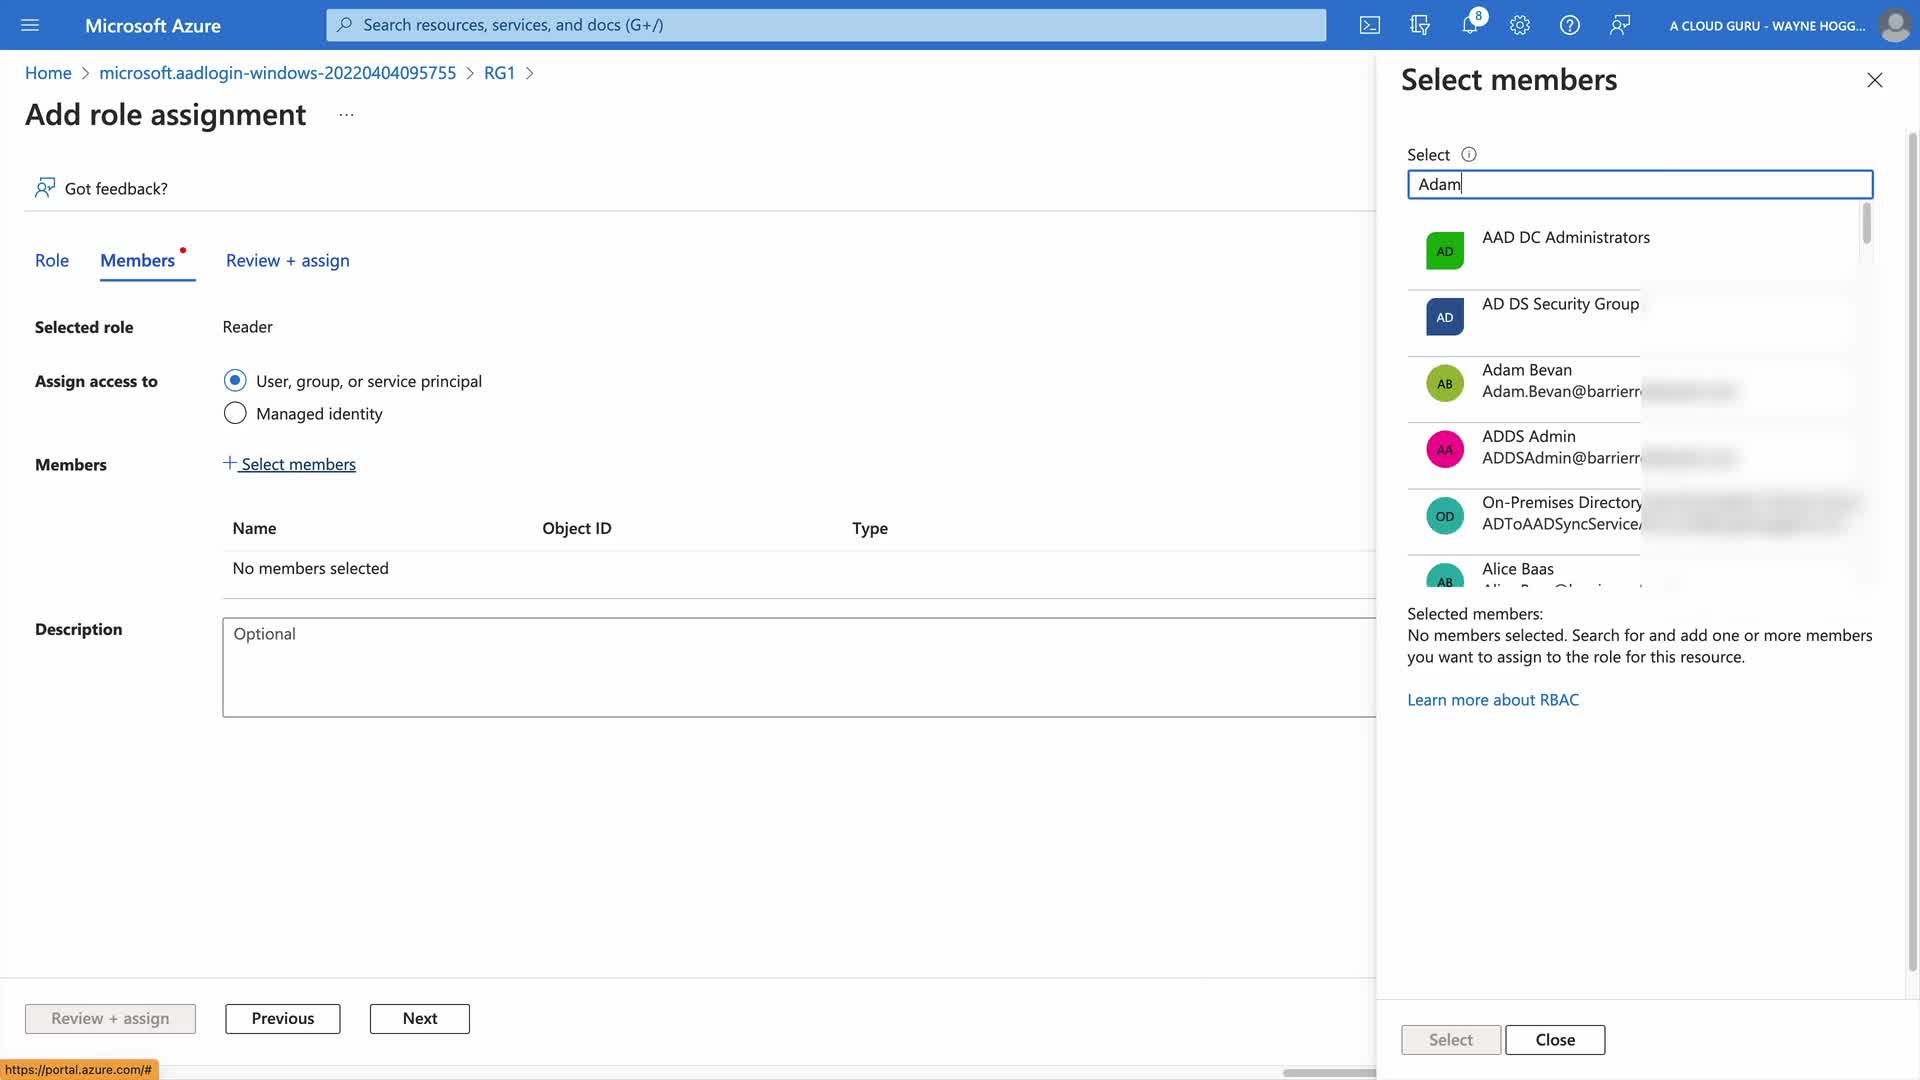 Microsoft Azure
Search resources, services, and docs (G+/)
8
A CLOUD GURU - WAYNE HOGG...
Home > microsoft.aadlogin-windows-20220404095755 > RG1 >
Add role assignment ...
Got feedback?
Role Members Review + assign
Selected role Reader
Assign access to User, group, or service principal
Managed identity
Members + Select members
Name Object ID Type
No members selected
Description Optional
Review + assign Previous Next
https://portal.azure.com/#
Select members
Select
Adam
AD AAD DC Administrators
AD AD DS Security Group
AB Adam Bevan
Adam.Bevan@barrierr
AA ADDS Admin
ADDSAdmin@barrierr
OD On-Premises Directory
ADToAADSyncServiceA
AB Alice Baas
Selected members:
No members selected. Search for and add one or more members
you want to assign to the role for this resource.
Learn more about RBAC
Select Close